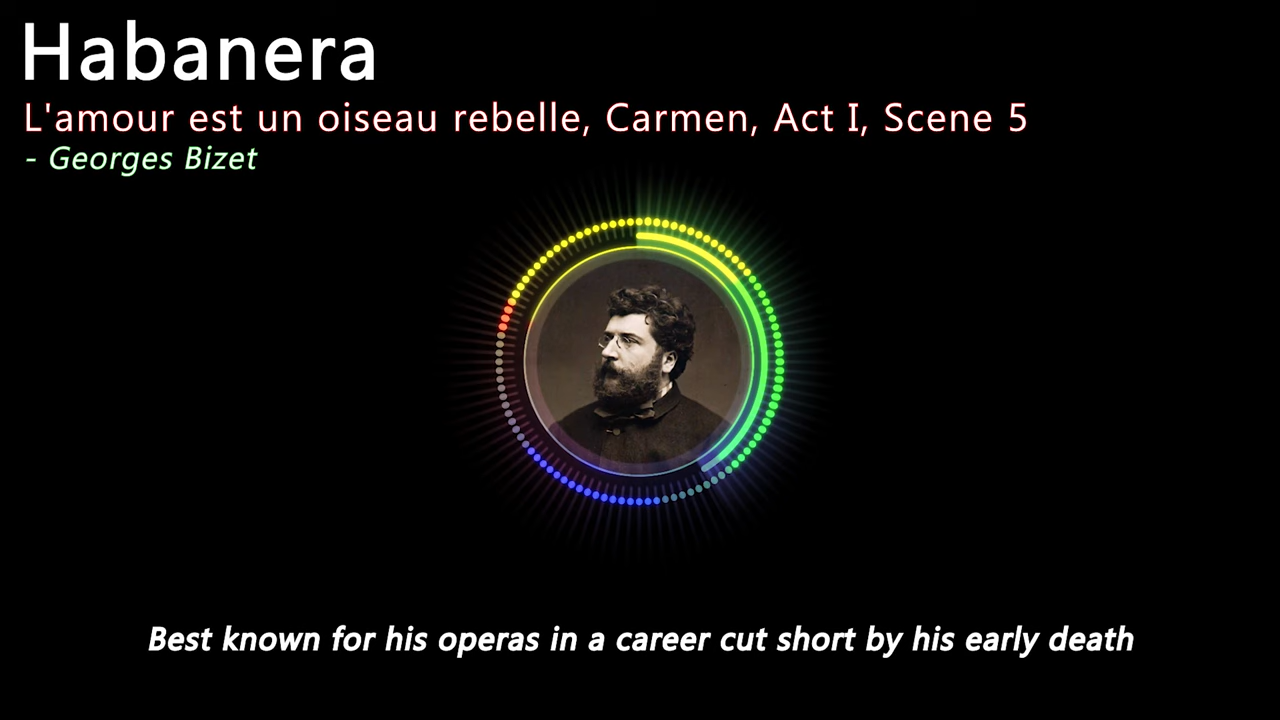 Habanera
L'amour est un oiseau rebelle, Carmen, Act I, Scene 5
- Georges Bizet
Best known for his operas in a career cut short by his early death